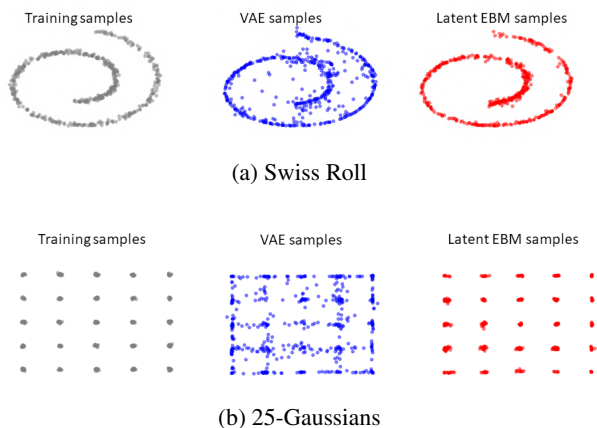 Training samples VAE samples Latent EBM samples
(a) Swiss Roll
Training samples VAE samples Latent EBM samples
(b) 25-Gaussians